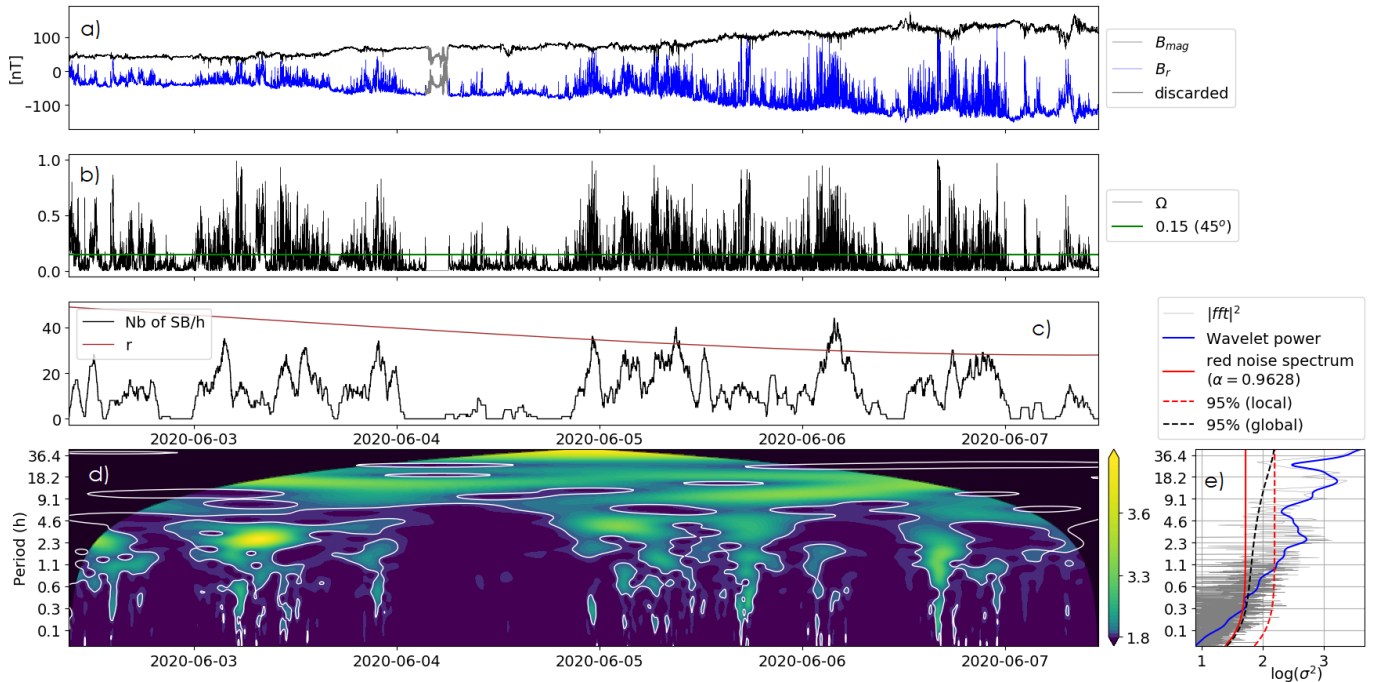 a)
100
0
−100
[nT]
B_mag
B_r
discarded
b)
1.0
0.5
0.0
Ω
0.15 (45°)
c)
40
20
0
Nb of SB/h
r
2020-06-03
2020-06-04
2020-06-05
2020-06-06
2020-06-07
|fft|²
Wavelet power
red noise spectrum
(α = 0.9628)
95% (local)
95% (global)
d)
Period (h)
36.4
18.2
9.1
4.6
2.3
1.1
0.6
0.3
0.1
2020-06-03
2020-06-04
2020-06-05
2020-06-06
2020-06-07
3.6
3.3
1.8
e)
36.4
18.2
9.1
4.6
2.3
1.1
0.6
0.3
0.1
1
2
3
log(σ²)